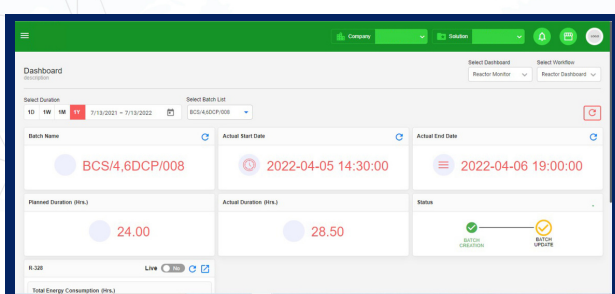 Company
Solution
Dashboard
description
Select Dashboard
Select Workflow
Reactor Monitor
Reactor Dashboard
Select Duration
Select Batch List
1D 1W 1M 1Y 7/13/2021 ~ 7/13/2022
BCS/4,6DCP/008
Batch Name
Actual Start Date
Actual End Date
BCS/4,6DCP/008
2022-04-05 14:30:00
2022-04-06 19:00:00
Planned Duration (Hrs.)
Actual Duration (Hrs.)
Status
24.00
28.50
BATCH
CREATION
BATCH
UPDATE
R-328
Live
No
Total Energy Consumption (Hrs.)